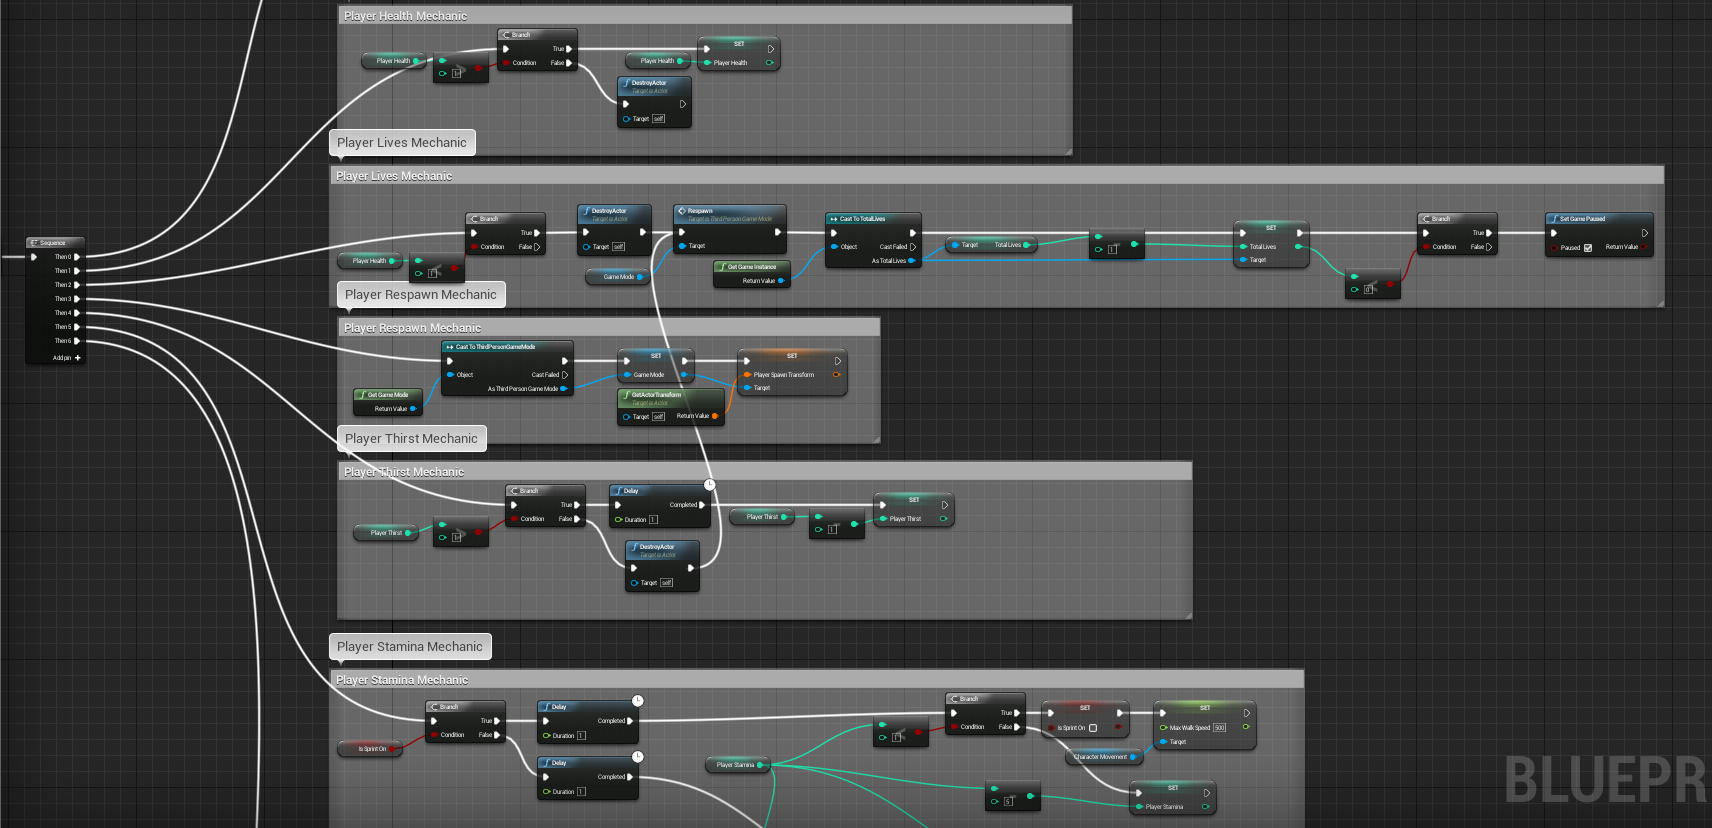 Player Health Mechanic
Branch
True
Condition
False
Player Health
1
Player Health
SET
Player Health
DestroyActor
Target is Actor
Target self
Player Lives Mechanic
Player Lives Mechanic
Sequence
Then 0
Then 1
Then 2
Then 3
Then 4
Then 5
Then 6
Add pin +
Player Health
1
Branch
True
Condition
False
DestroyActor
Target is Actor
Target self
Game Mode
Respawn
Target is Third Person Game Mode
Target
Get Game Instance
Return Value
Cast To TotalLives
Object
Cast Failed
As Total Lives
Target
Total Lives
1
SET
Total Lives
Target
0
Branch
True
Condition
False
Set Game Paused
Paused
Return Value
Player Respawn Mechanic
Player Respawn Mechanic
Get Game Mode
Return Value
Cast To ThirdPersonGameMode
Object
Cast Failed
As Third Person Game Mode
SET
Game Mode
GetActorTransform
Target is Actor
Target self
Return Value
SET
Player Spawn Transform
Target
Player Thirst Mechanic
Player Thirst Mechanic
Player Thirst
1
Branch
True
Condition
False
Delay
Completed
Duration 1
DestroyActor
Target is Actor
Target self
Player Thirst
1
SET
Player Thirst
Player Stamina Mechanic
Player Stamina Mechanic
Is Sprint On
Branch
True
Condition
False
Delay
Completed
Duration 1
Delay
Completed
Duration 1
Player Stamina
Branch
True
Condition
False
SET
Is Sprint On
Character Movement
SET
Max Walk Speed 500
Target
5
SET
Player Stamina
BLUEPR